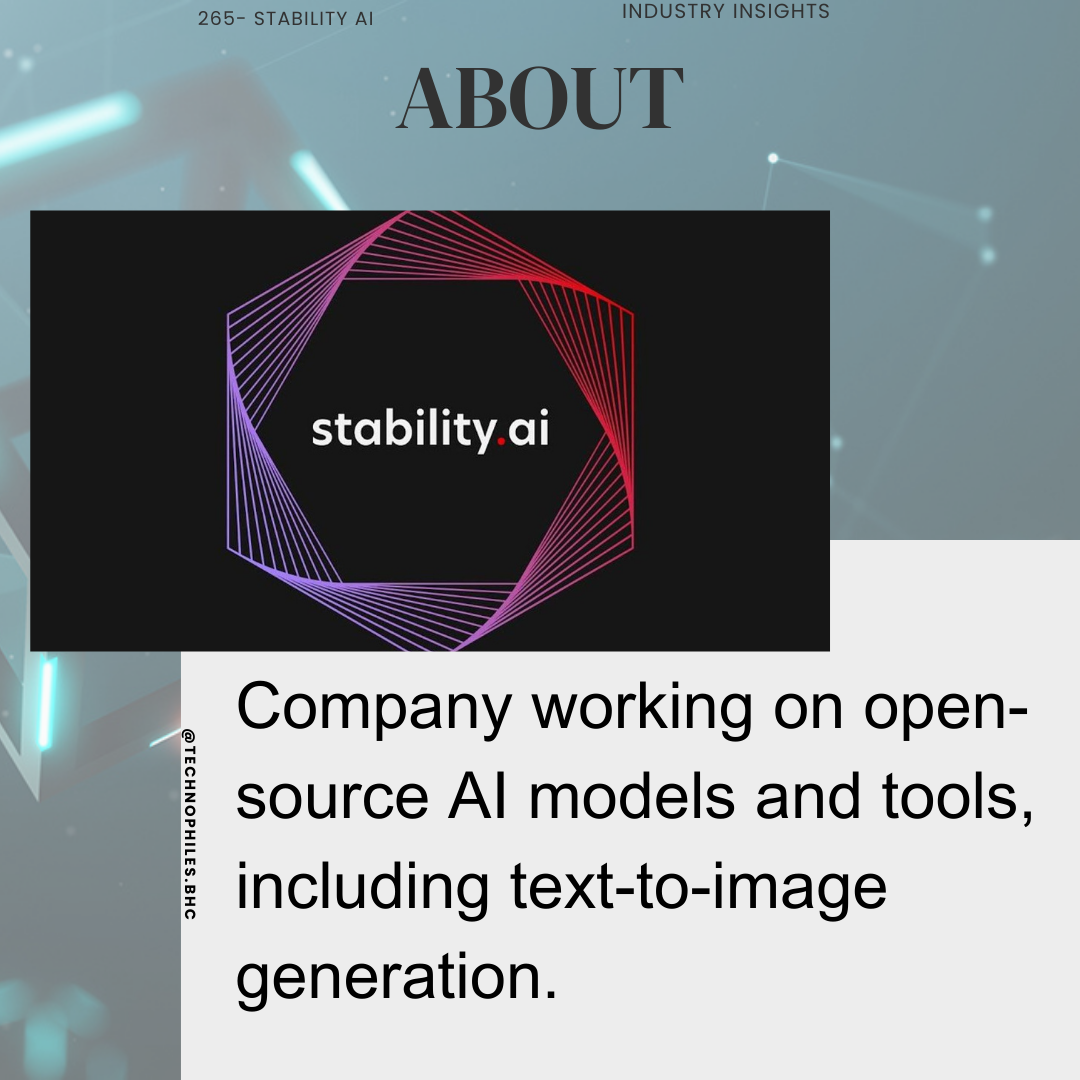 265- STABILITY AI
INDUSTRY INSIGHTS
ABOUT
stability.ai
Company working on open-
source AI models and tools,
including text-to-image
generation.
@TECHNOPHILES.BHC